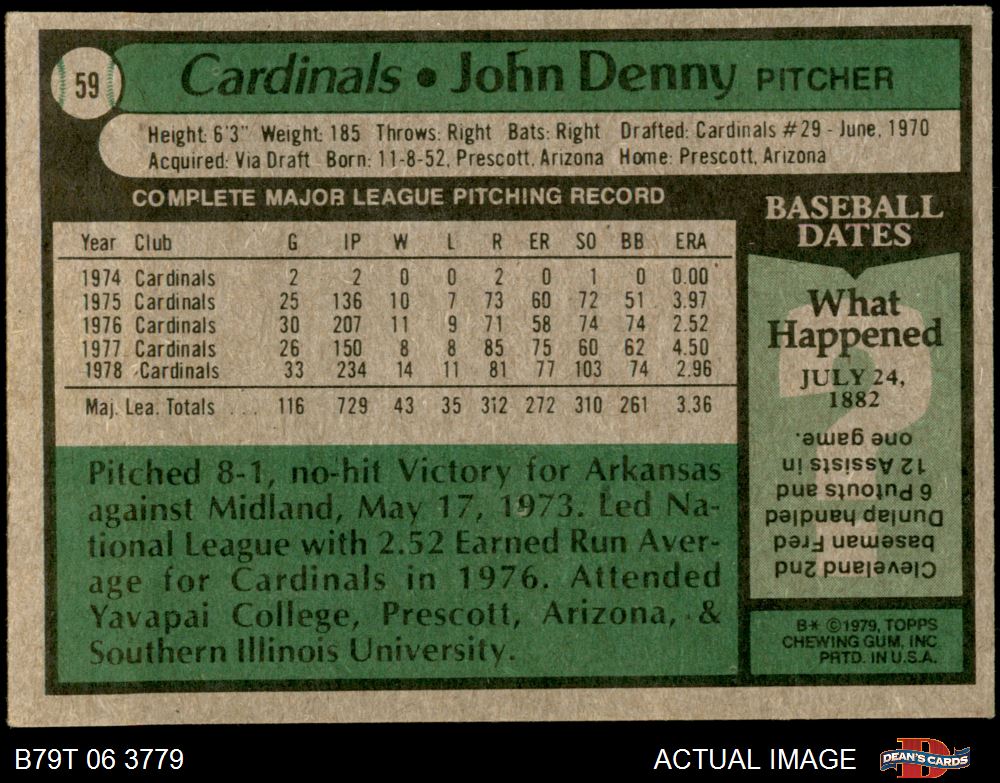 59
Cardinals • John Denny PITCHER
Height: 6'3" Weight: 185 Throws: Right Bats: Right Drafted: Cardinals #29 - June, 1970
Acquired: Via Draft Born: 11-8-52, Prescott, Arizona Home: Prescott, Arizona
COMPLETE MAJOR LEAGUE PITCHING RECORD
Year Club G IP W L R ER SO BB ERA
1974 Cardinals 2 2 0 0 2 0 1 0 0.00
1975 Cardinals 25 136 10 7 73 60 72 51 3.97
1976 Cardinals 30 207 11 9 71 58 74 74 2.52
1977 Cardinals 26 150 8 8 85 75 60 62 4.50
1978 Cardinals 33 234 14 11 81 77 103 74 2.96
Maj. Lea. Totals ... 116 729 43 35 312 272 310 261 3.36
Pitched 8-1, no-hit Victory for Arkansas
against Midland, May 17, 1973. Led Na-
tional League with 2.52 Earned Run Aver-
age for Cardinals in 1976. Attended
Yavapai College, Prescott, Arizona, &
Southern Illinois University.
BASEBALL
DATES
What
Happened
JULY 24,
1882
Cleveland 2nd
baseman Fred
Dunlap handled
6 Putouts and
12 Assists in
one game.
B* ©1979, TOPPS
CHEWING GUM, INC.
PRTD. IN U.S.A.
B79T 06 3779
ACTUAL IMAGE
DEAN'S CARDS